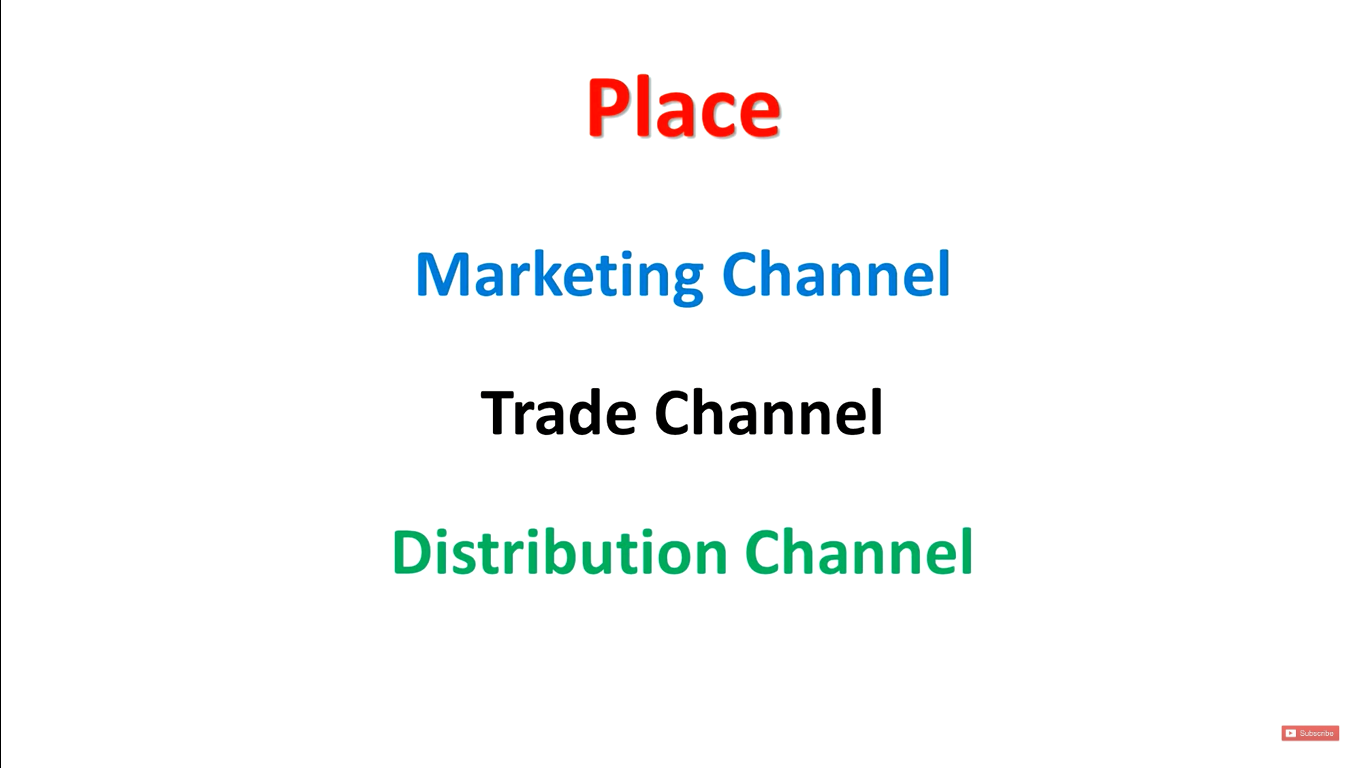 Place
Marketing Channel
Trade Channel
Distribution Channel
Subscribe